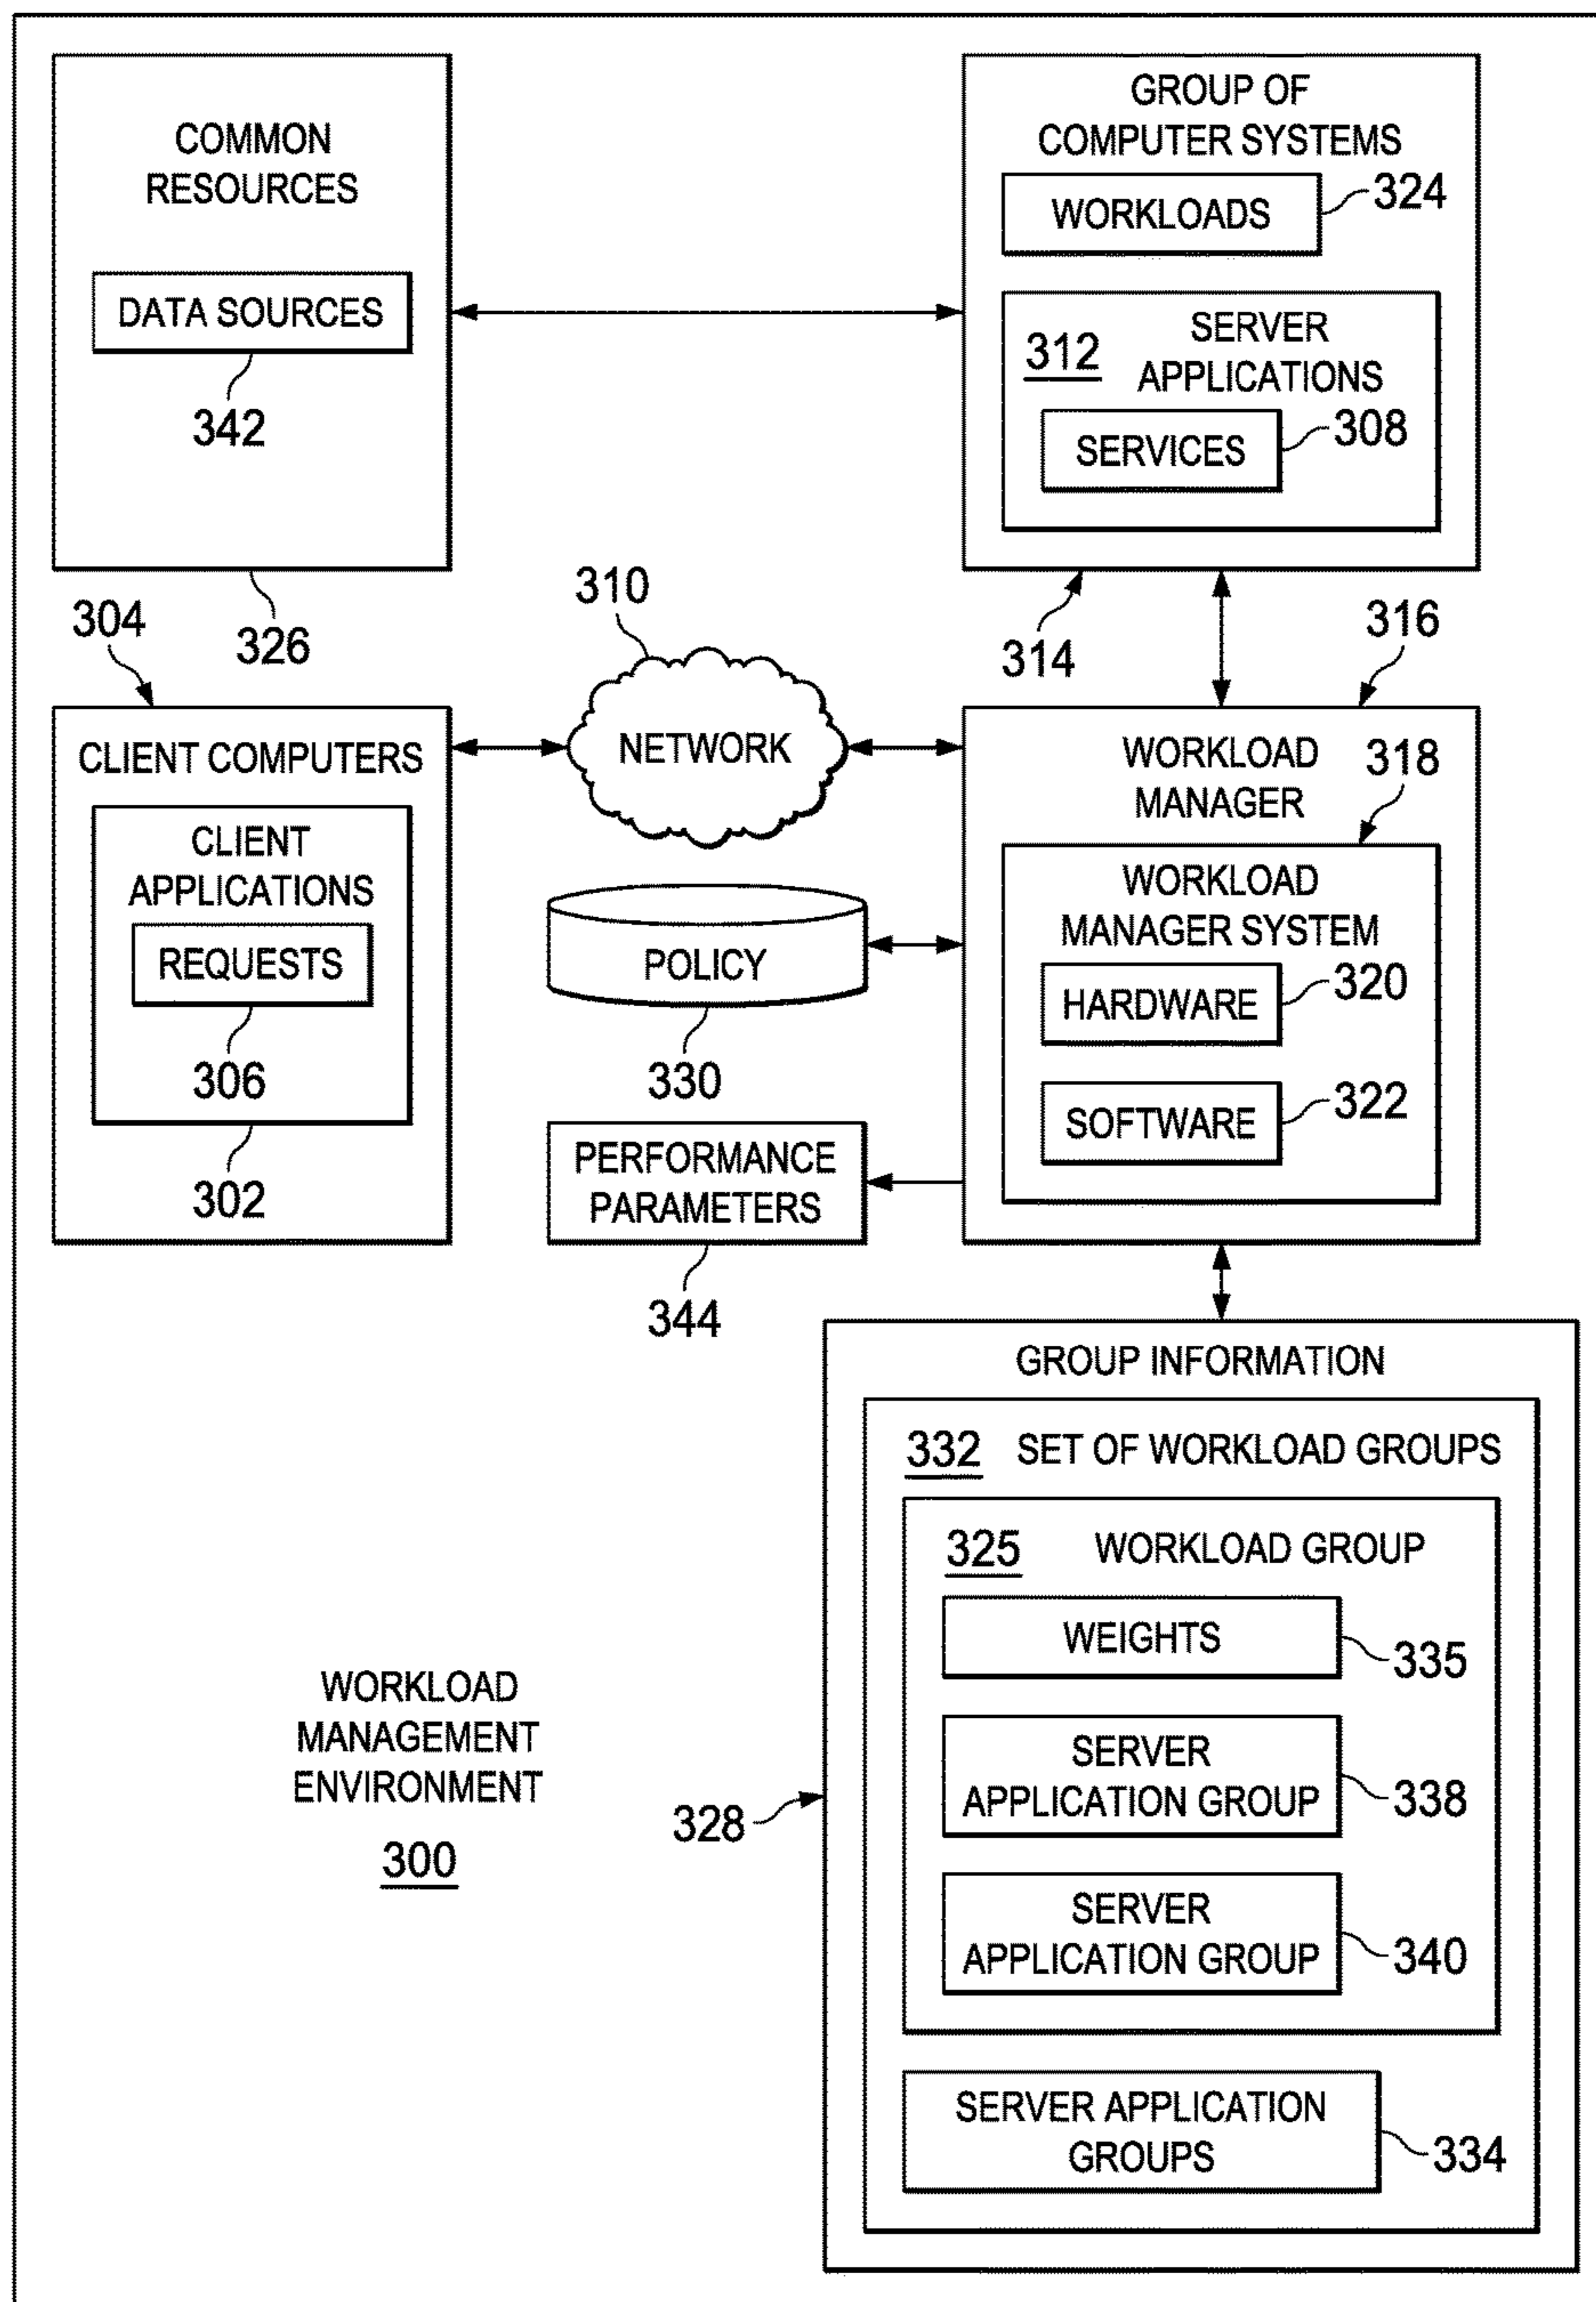 COMMON
RESOURCES
DATA SOURCES
342
326
GROUP OF
COMPUTER SYSTEMS
WORKLOADS
324
312
SERVER
APPLICATIONS
SERVICES
308
314
304
CLIENT COMPUTERS
CLIENT
APPLICATIONS
REQUESTS
306
302
310
NETWORK
POLICY
330
PERFORMANCE
PARAMETERS
344
316
WORKLOAD
MANAGER
318
WORKLOAD
MANAGER SYSTEM
HARDWARE
320
SOFTWARE
322
GROUP INFORMATION
332 SET OF WORKLOAD GROUPS
325 WORKLOAD GROUP
WEIGHTS
335
SERVER
APPLICATION GROUP
338
SERVER
APPLICATION GROUP
340
SERVER APPLICATION
GROUPS
334
328
WORKLOAD
MANAGEMENT
ENVIRONMENT
300